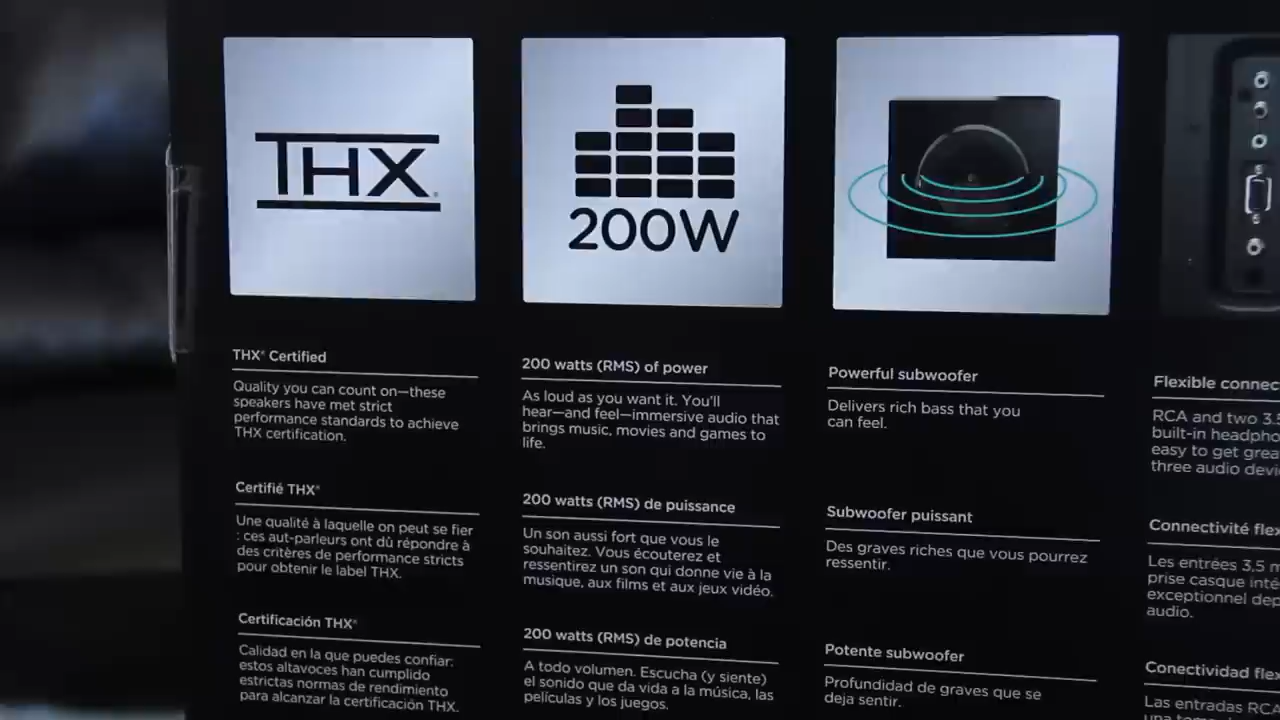 THX
200W
THX® Certified
Quality you can count on—these
speakers have met strict
performance standards to achieve
THX certification.
Certifié THX®
Une qualité à laquelle on peut se fier
: ces aut-parleurs ont dû répondre à
des critères de performance stricts
pour obtenir le label THX.
Certificación THX®
Calidad en la que puedes confiar:
estos altavoces han cumplido
estrictas normas de rendimiento
para alcanzar la certificación THX.
200 watts (RMS) of power
As loud as you want it. You'll
hear—and feel—immersive audio that
brings music, movies and games to
life.
200 watts (RMS) de puissance
Un son aussi fort que vous le
souhaitez. Vous écouterez et
ressentirez un son qui donne vie à la
musique, aux films et aux jeux vidéo.
200 watts (RMS) de potencia
A todo volumen. Escucha (y siente)
el sonido que da vida a la música, las
películas y los juegos.
Powerful subwoofer
Delivers rich bass that you
can feel.
Subwoofer puissant
Des graves riches que vous pourrez
ressentir.
Potente subwoofer
Profundidad de graves que se
deja sentir.
Flexible
RCA and two
built-in
easy to get
three audio
Connectivité
Les entrées 3,5
prise casque
exceptionnel
audio.
Conectividad
Las entradas RCA